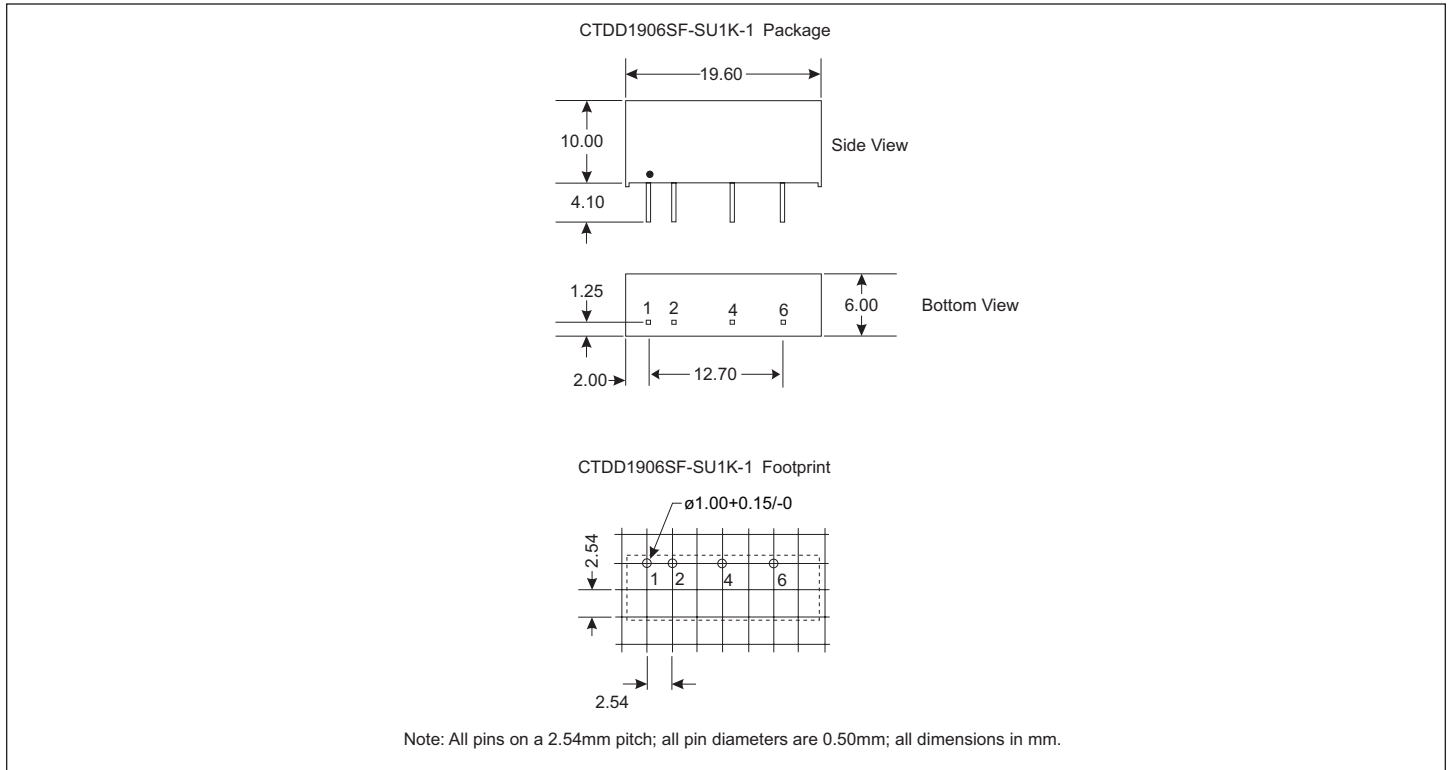 CTDD1906SF-SU1K-1 Package
19.60
10.00
Side View
4.10
1.25
1 2 4 6
6.00
Bottom View
2.00
12.70
CTDD1906SF-SU1K-1 Footprint
ø1.00+0.15/-0
2.54
1 2 4 6
2.54
Note: All pins on a 2.54mm pitch; all pin diameters are 0.50mm; all dimensions in mm.